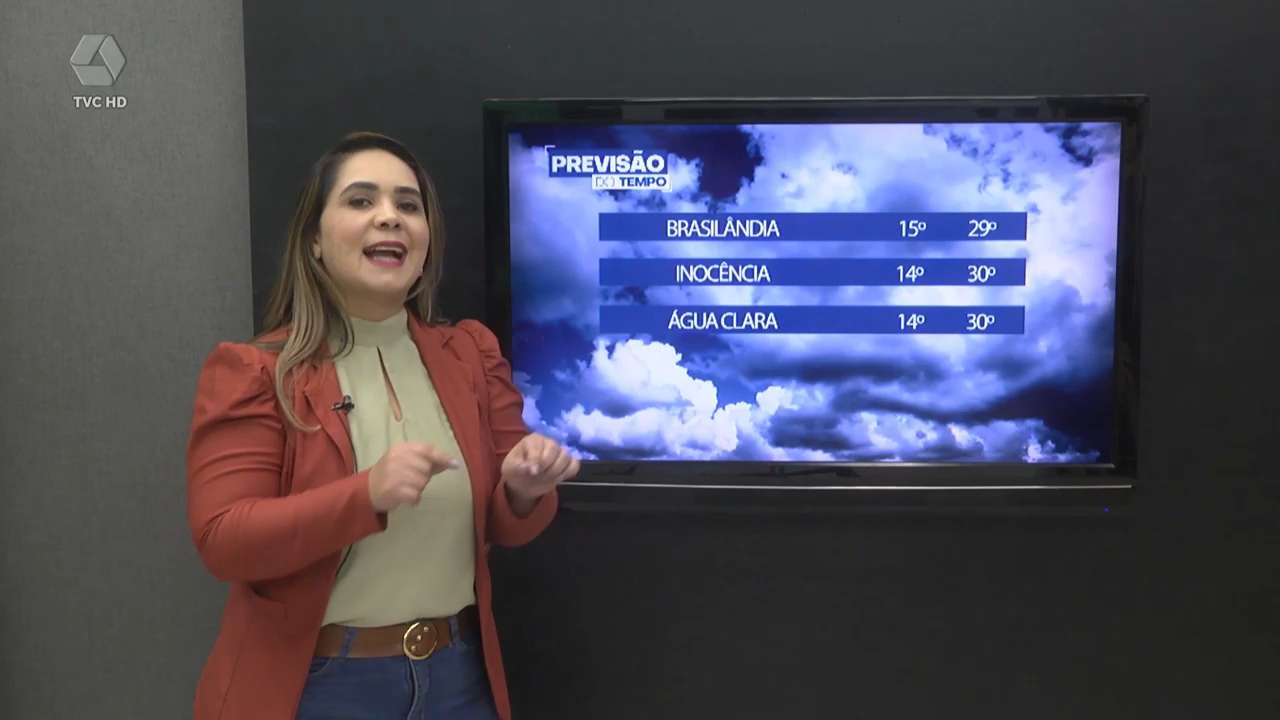 TVC HD
PREVISÃO
DO TEMPO
BRASILÂNDIA 15º 29º
INOCÊNCIA 14º 30º
ÁGUA CLARA 14º 30º